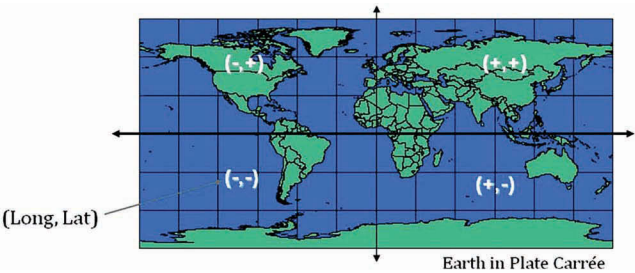 (-,+) (+,+)
(-,-) (+,-)
(Long, Lat)
Earth in Plate Carrée